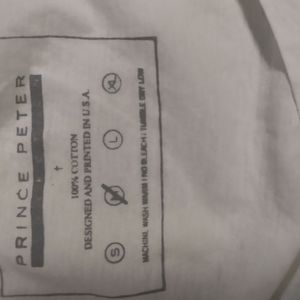 PRINCE PETER
†
100% COTTON
DESIGNED AND PRINTED IN U.S.A.
S M L XL
MACHINE WASH WARM | NO BLEACH | TUMBLE DRY LOW